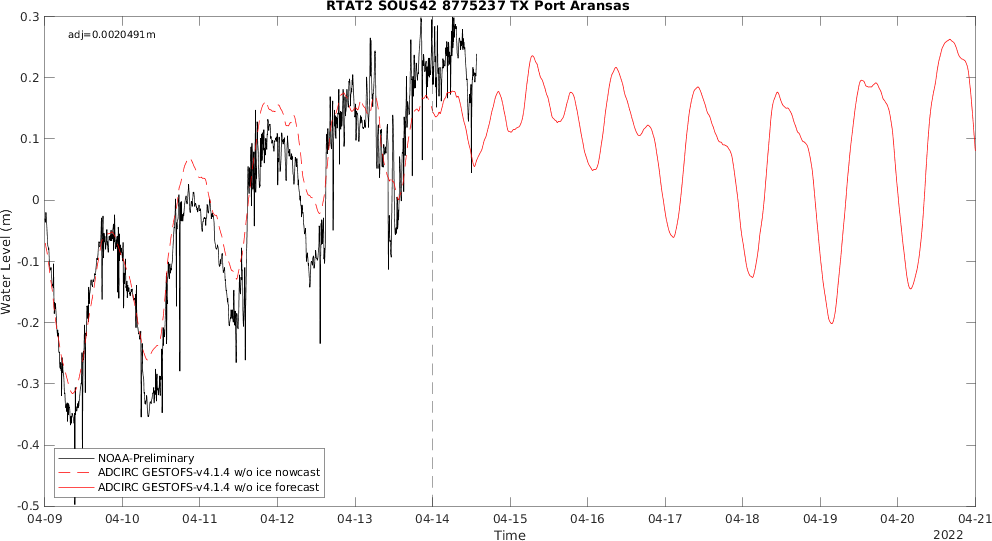 RTAT2 SOUS42 8775237 TX Port Aransas
adj=0.0020491m
0.3
0.2
0.1
0
-0.1
-0.2
-0.3
-0.4
-0.5
Water Level (m)
NOAA-Preliminary
ADCIRC GESTOFS-v4.1.4 w/o ice nowcast
ADCIRC GESTOFS-v4.1.4 w/o ice forecast
04-09 04-10 04-11 04-12 04-13 04-14 04-15 04-16 04-17 04-18 04-19 04-20 04-21
Time
2022